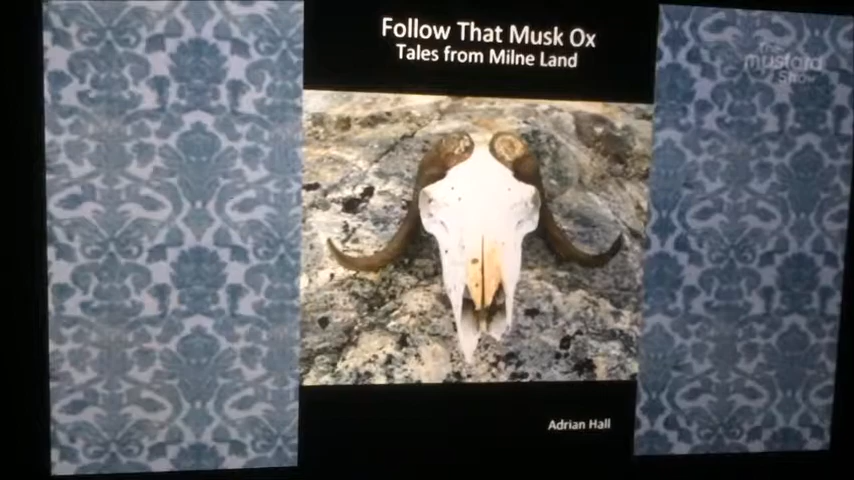 Follow That Musk Ox
Tales from Milne Land
The
mustard
Show
Adrian Hall